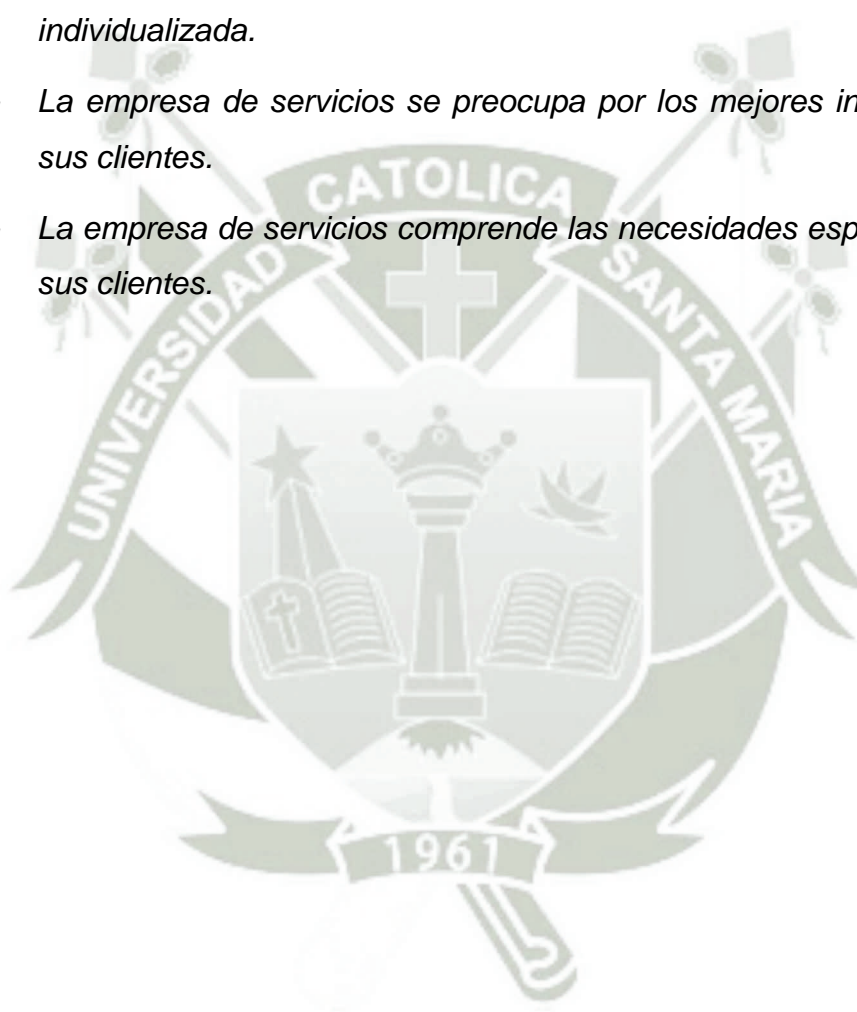 individualizada.
La empresa de servicios se preocupa por los mejores in
sus clientes.
La empresa de servicios comprende las necesidades esp
sus clientes.
UNIVERSIDAD CATOLICA SANTA MARIA
1961